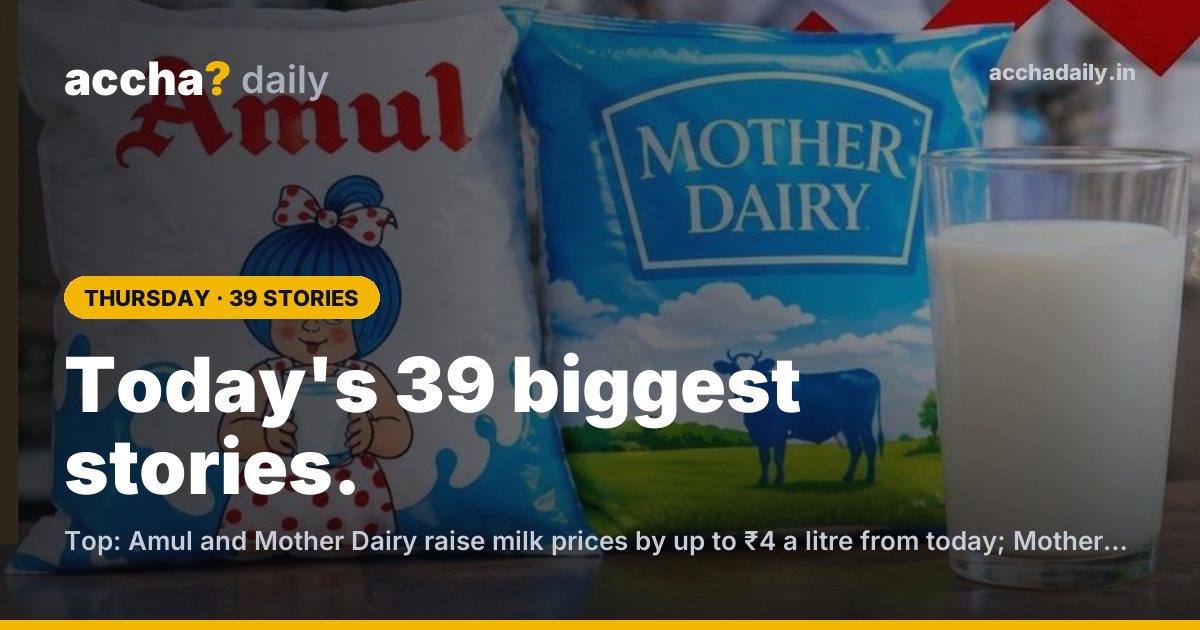 accha? daily
acchadaily.in
Amul
MOTHER
DAIRY
THURSDAY · 39 STORIES
Today's 39 biggest
stories.
Top: Amul and Mother Dairy raise milk prices by up to ₹4 a litre from today; Mother...